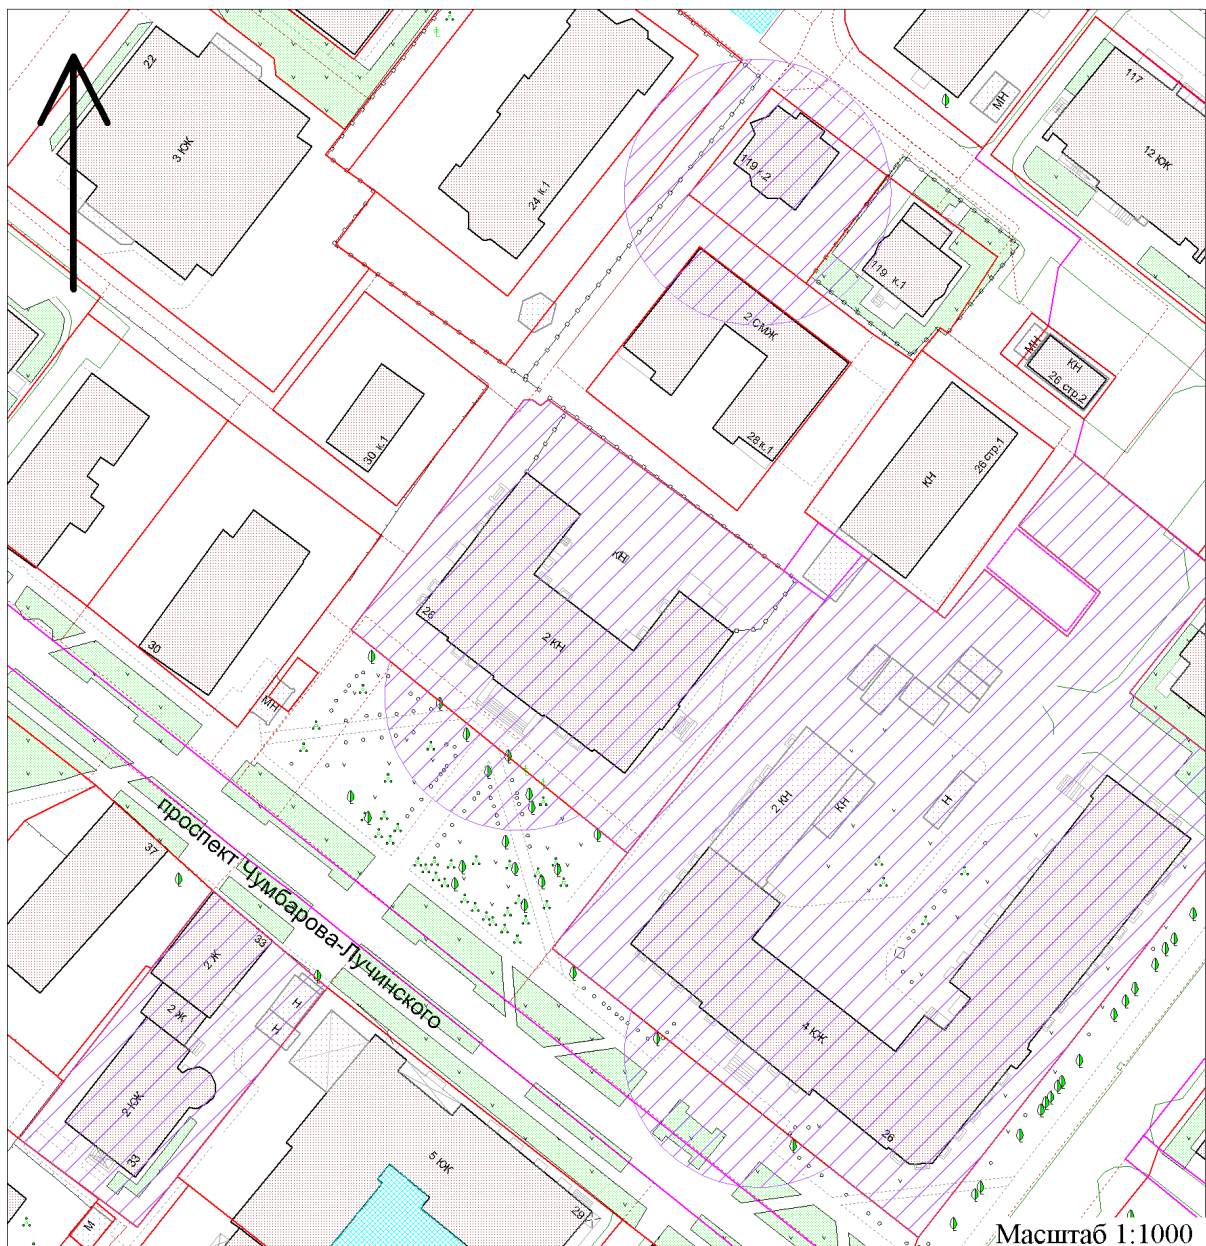 22
3 КЖ
24 к.1
119 к.2
МН
117
12 КЖ
119 к.1
2 СМЖ
МН
КН
26 стр.2
28 к.1
26 стр.1
КН
30 к.1
КН
28
2 КН
30
МН
2 КН
КН
Н
37
проспект Чумбарова-Лучинского
33
2 Ж
2 Ж
Н
Н
4 КЖ
2 КЖ
33
26
5 КЖ
29
М
Масштаб 1:1000